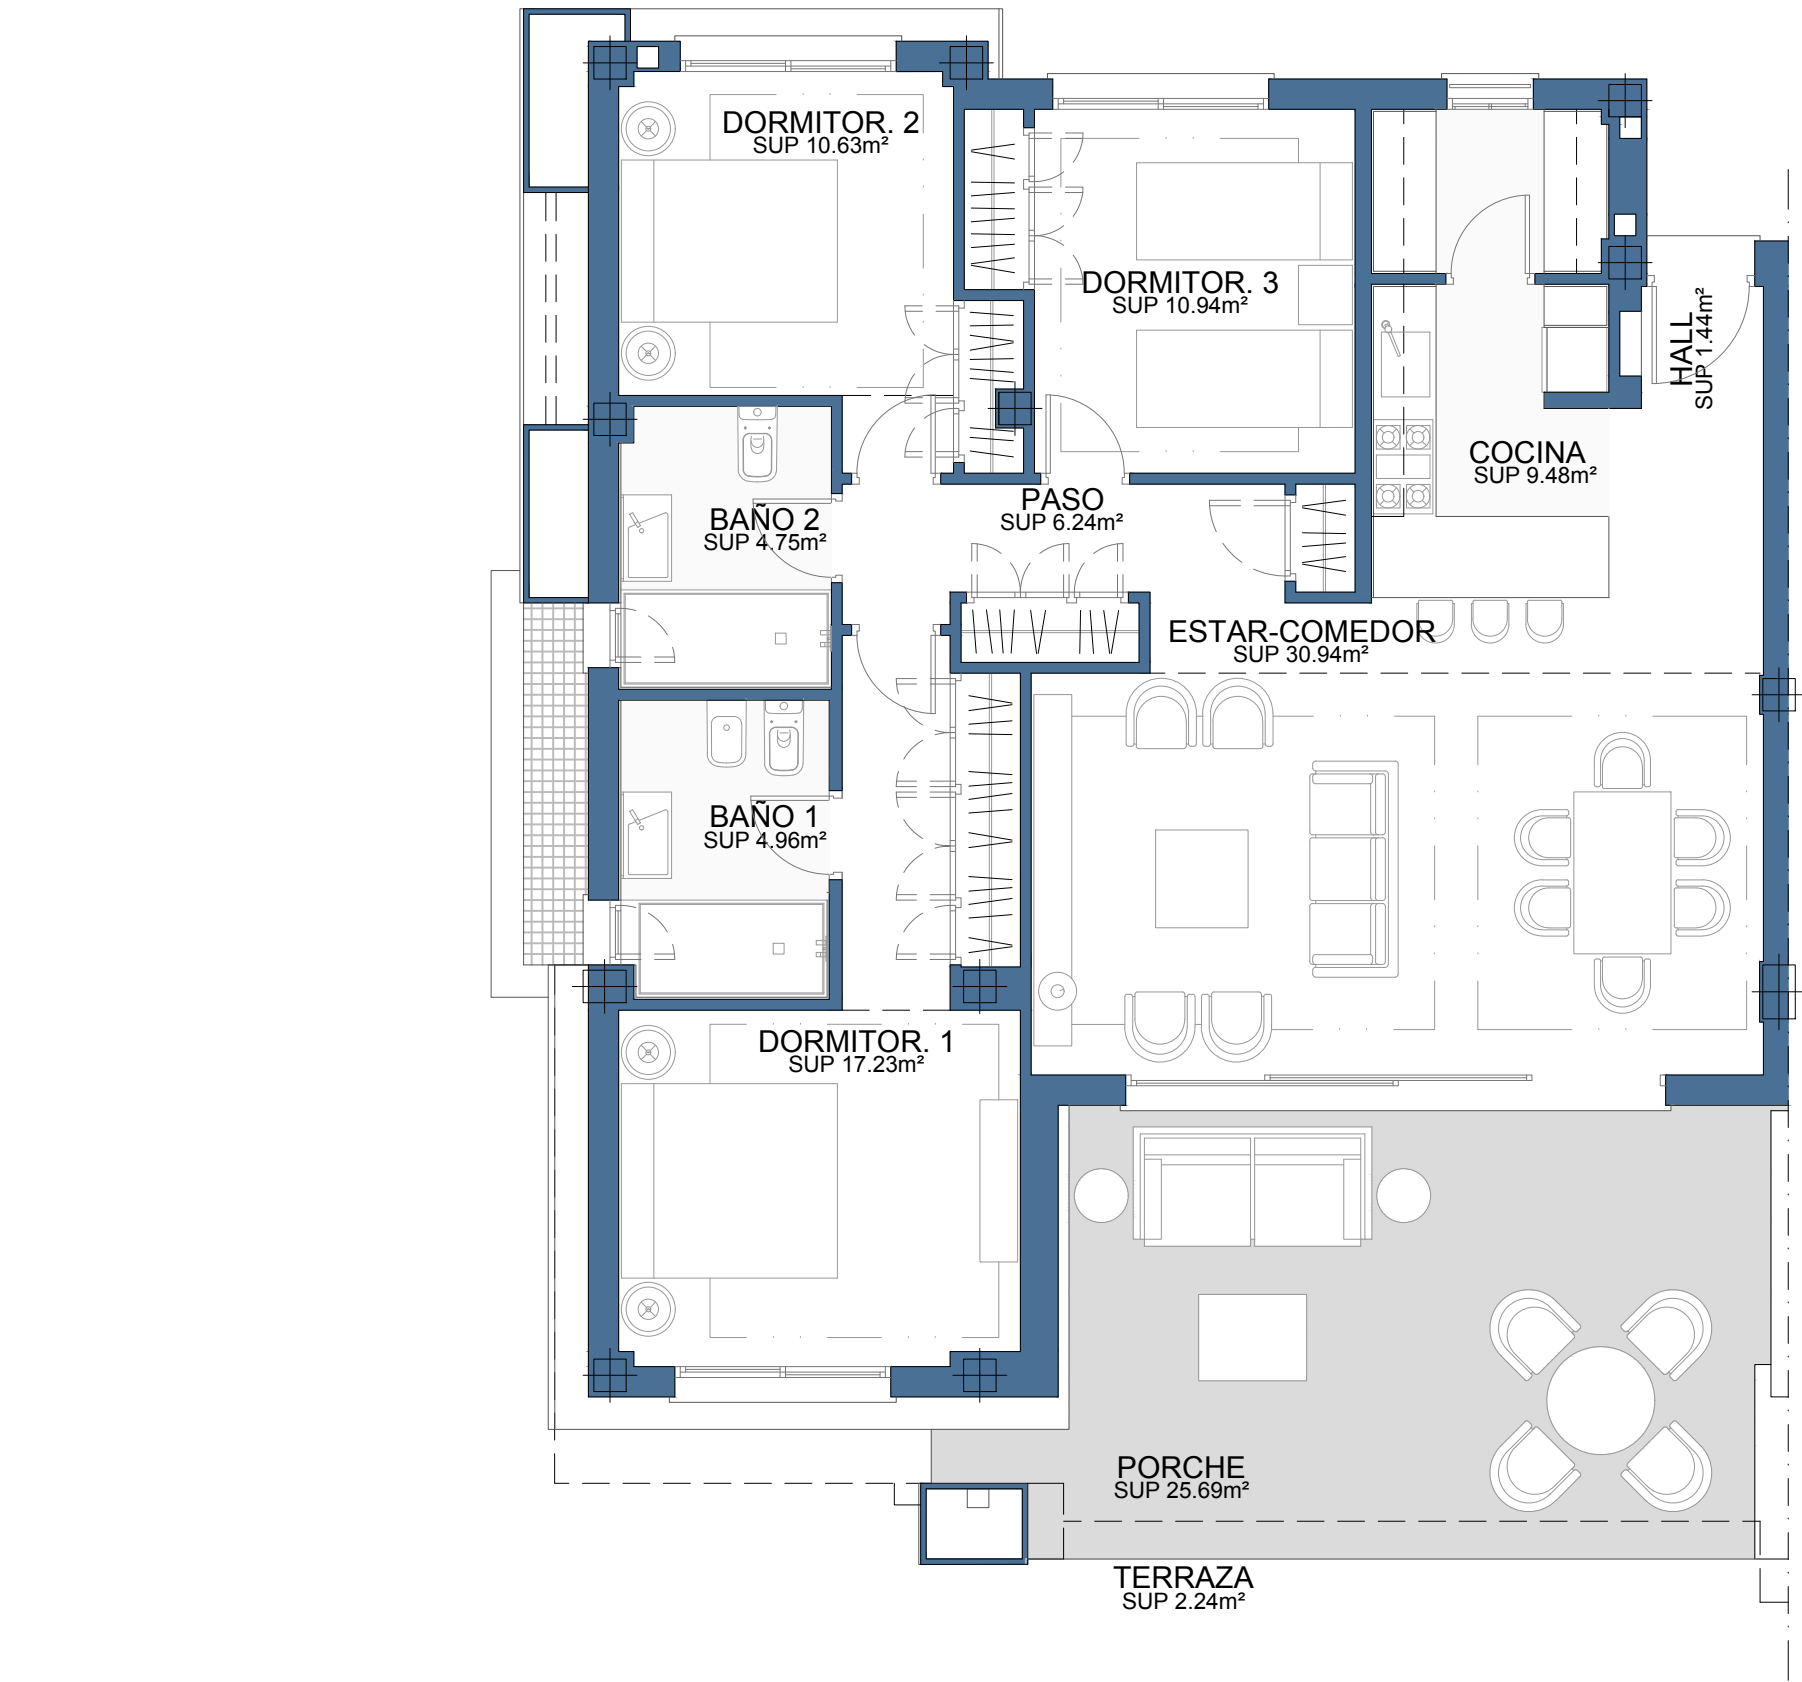 DORMITOR. 2
SUP 10.63m²
DORMITOR. 3
SUP 10.94m²
HALL
SUP 1.44m²
COCINA
SUP 9.48m²
PASO
SUP 6.24m²
BAÑO 2
SUP 4.75m²
ESTAR-COMEDOR
SUP 30.94m²
BAÑO 1
SUP 4.96m²
DORMITOR. 1
SUP 17.23m²
PORCHE
SUP 25.69m²
TERRAZA
SUP 2.24m²